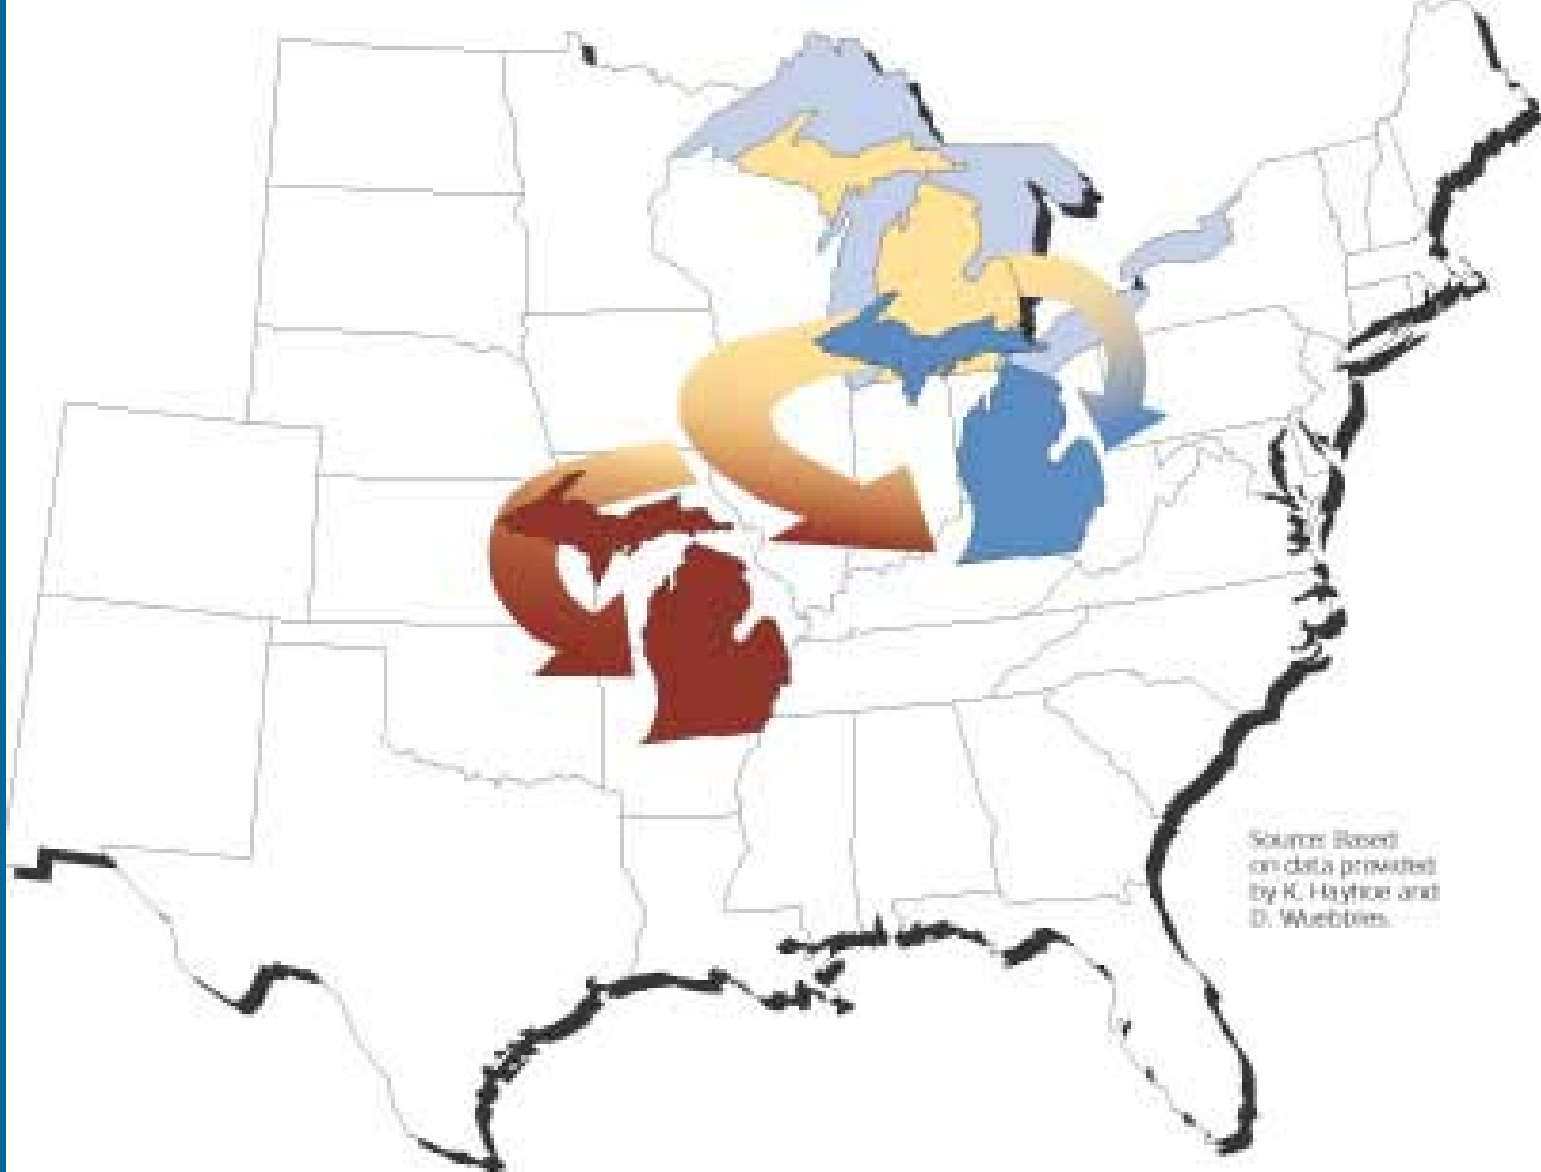 Source: Based
on data provided
by K. Hayhoe and
D. Wuebbles.